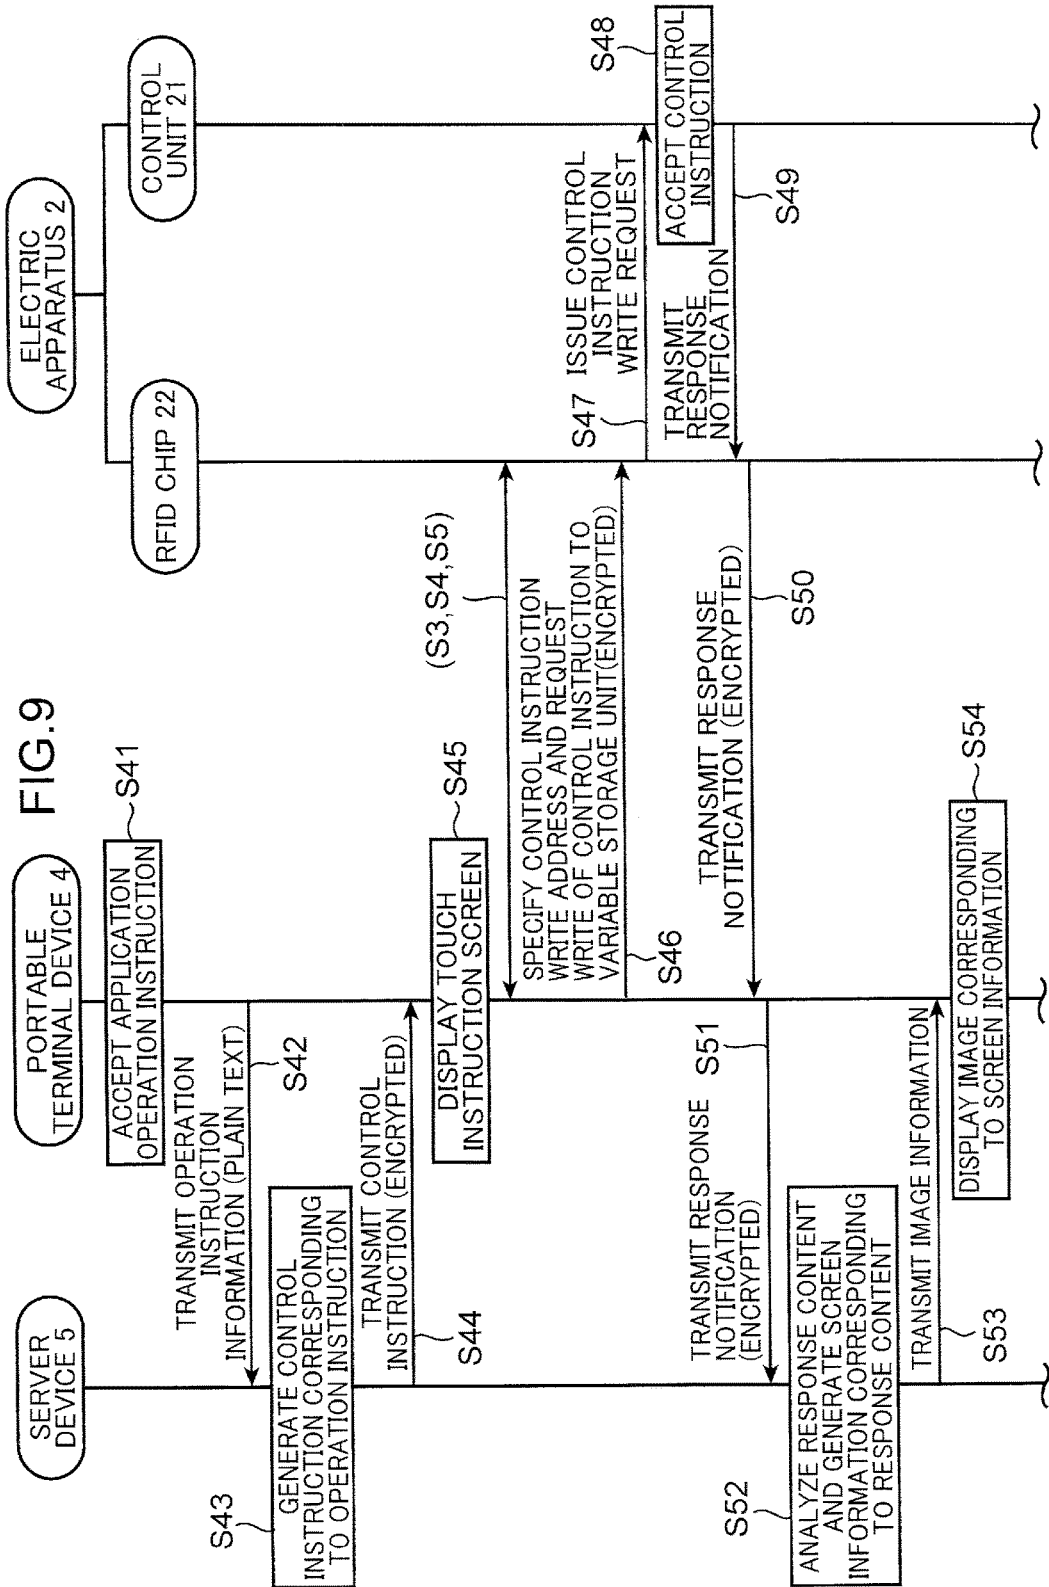 FIG.9
SERVER
DEVICE 5
PORTABLE
TERMINAL DEVICE 4
ELECTRIC
APPARATUS 2
RFID CHIP 22
CONTROL
UNIT 21
ACCEPT APPLICATION
OPERATION INSTRUCTION
S41
TRANSMIT OPERATION
INSTRUCTION
INFORMATION (PLAIN TEXT)
S42
S43
GENERATE CONTROL
INSTRUCTION CORRESPONDING
TO OPERATION INSTRUCTION
TRANSMIT CONTROL
INSTRUCTION (ENCRYPTED)
S44
DISPLAY TOUCH
INSTRUCTION SCREEN
S45
(S3,S4,S5)
SPECIFY CONTROL INSTRUCTION
WRITE ADDRESS AND REQUEST
WRITE OF CONTROL INSTRUCTION TO
VARIABLE STORAGE UNIT(ENCRYPTED)
S46
ISSUE CONTROL
INSTRUCTION
WRITE REQUEST
S47
S48
ACCEPT CONTROL
INSTRUCTION
TRANSMIT
RESPONSE
NOTIFICATION
S49
TRANSMIT RESPONSE
NOTIFICATION (ENCRYPTED)
S50
TRANSMIT RESPONSE
NOTIFICATION
(ENCRYPTED)
S51
S52
ANALYZE RESPONSE CONTENT
AND GENERATE SCREEN
INFORMATION CORRESPONDING
TO RESPONSE CONTENT
TRANSMIT IMAGE INFORMATION
S53
DISPLAY IMAGE CORRESPONDING
TO SCREEN INFORMATION
S54